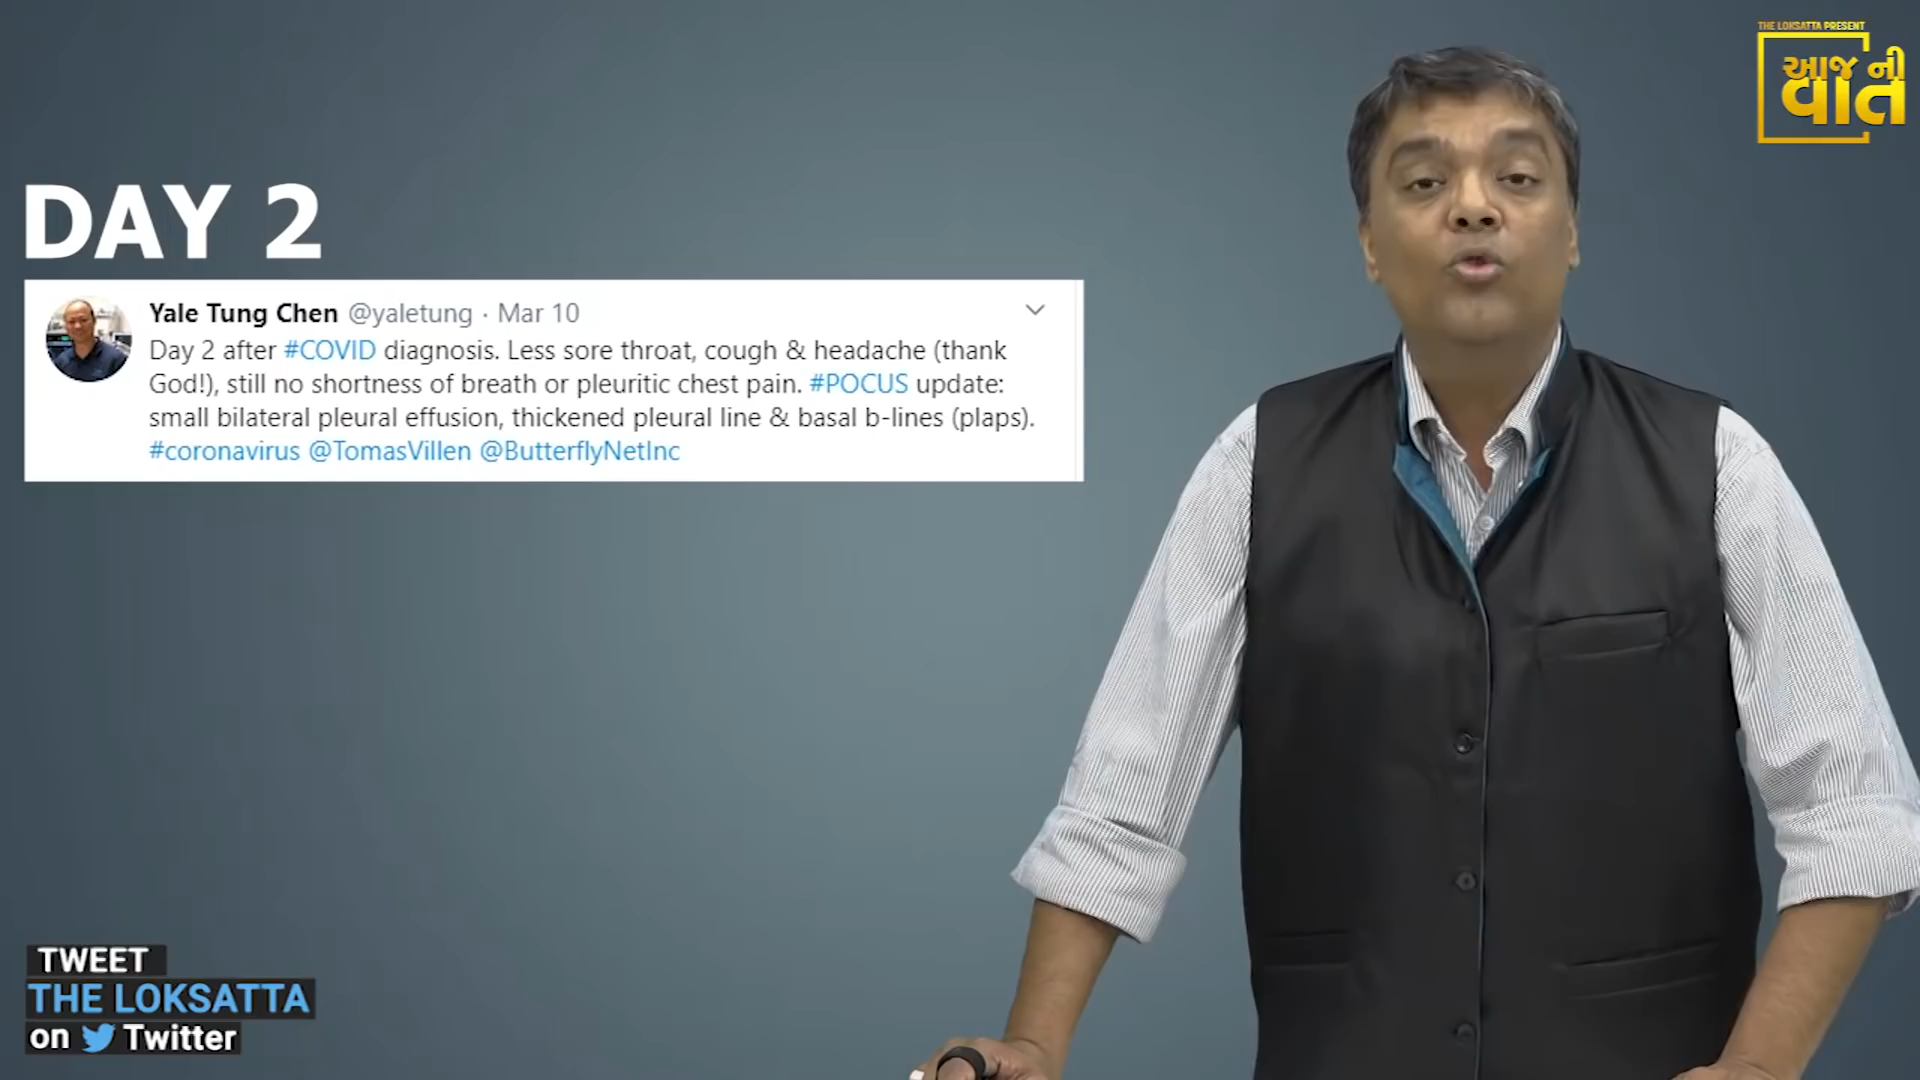 THE LOKSATTA PRESENT
આજ ની
વાત
DAY 2
Yale Tung Chen @yaletung · Mar 10
Day 2 after #COVID diagnosis. Less sore throat, cough & headache (thank
God!), still no shortness of breath or pleuritic chest pain. #POCUS update:
small bilateral pleural effusion, thickened pleural line & basal b-lines (plaps).
#coronavirus @TomasVillen @ButterflyNetInc
TWEET
THE LOKSATTA
on Twitter